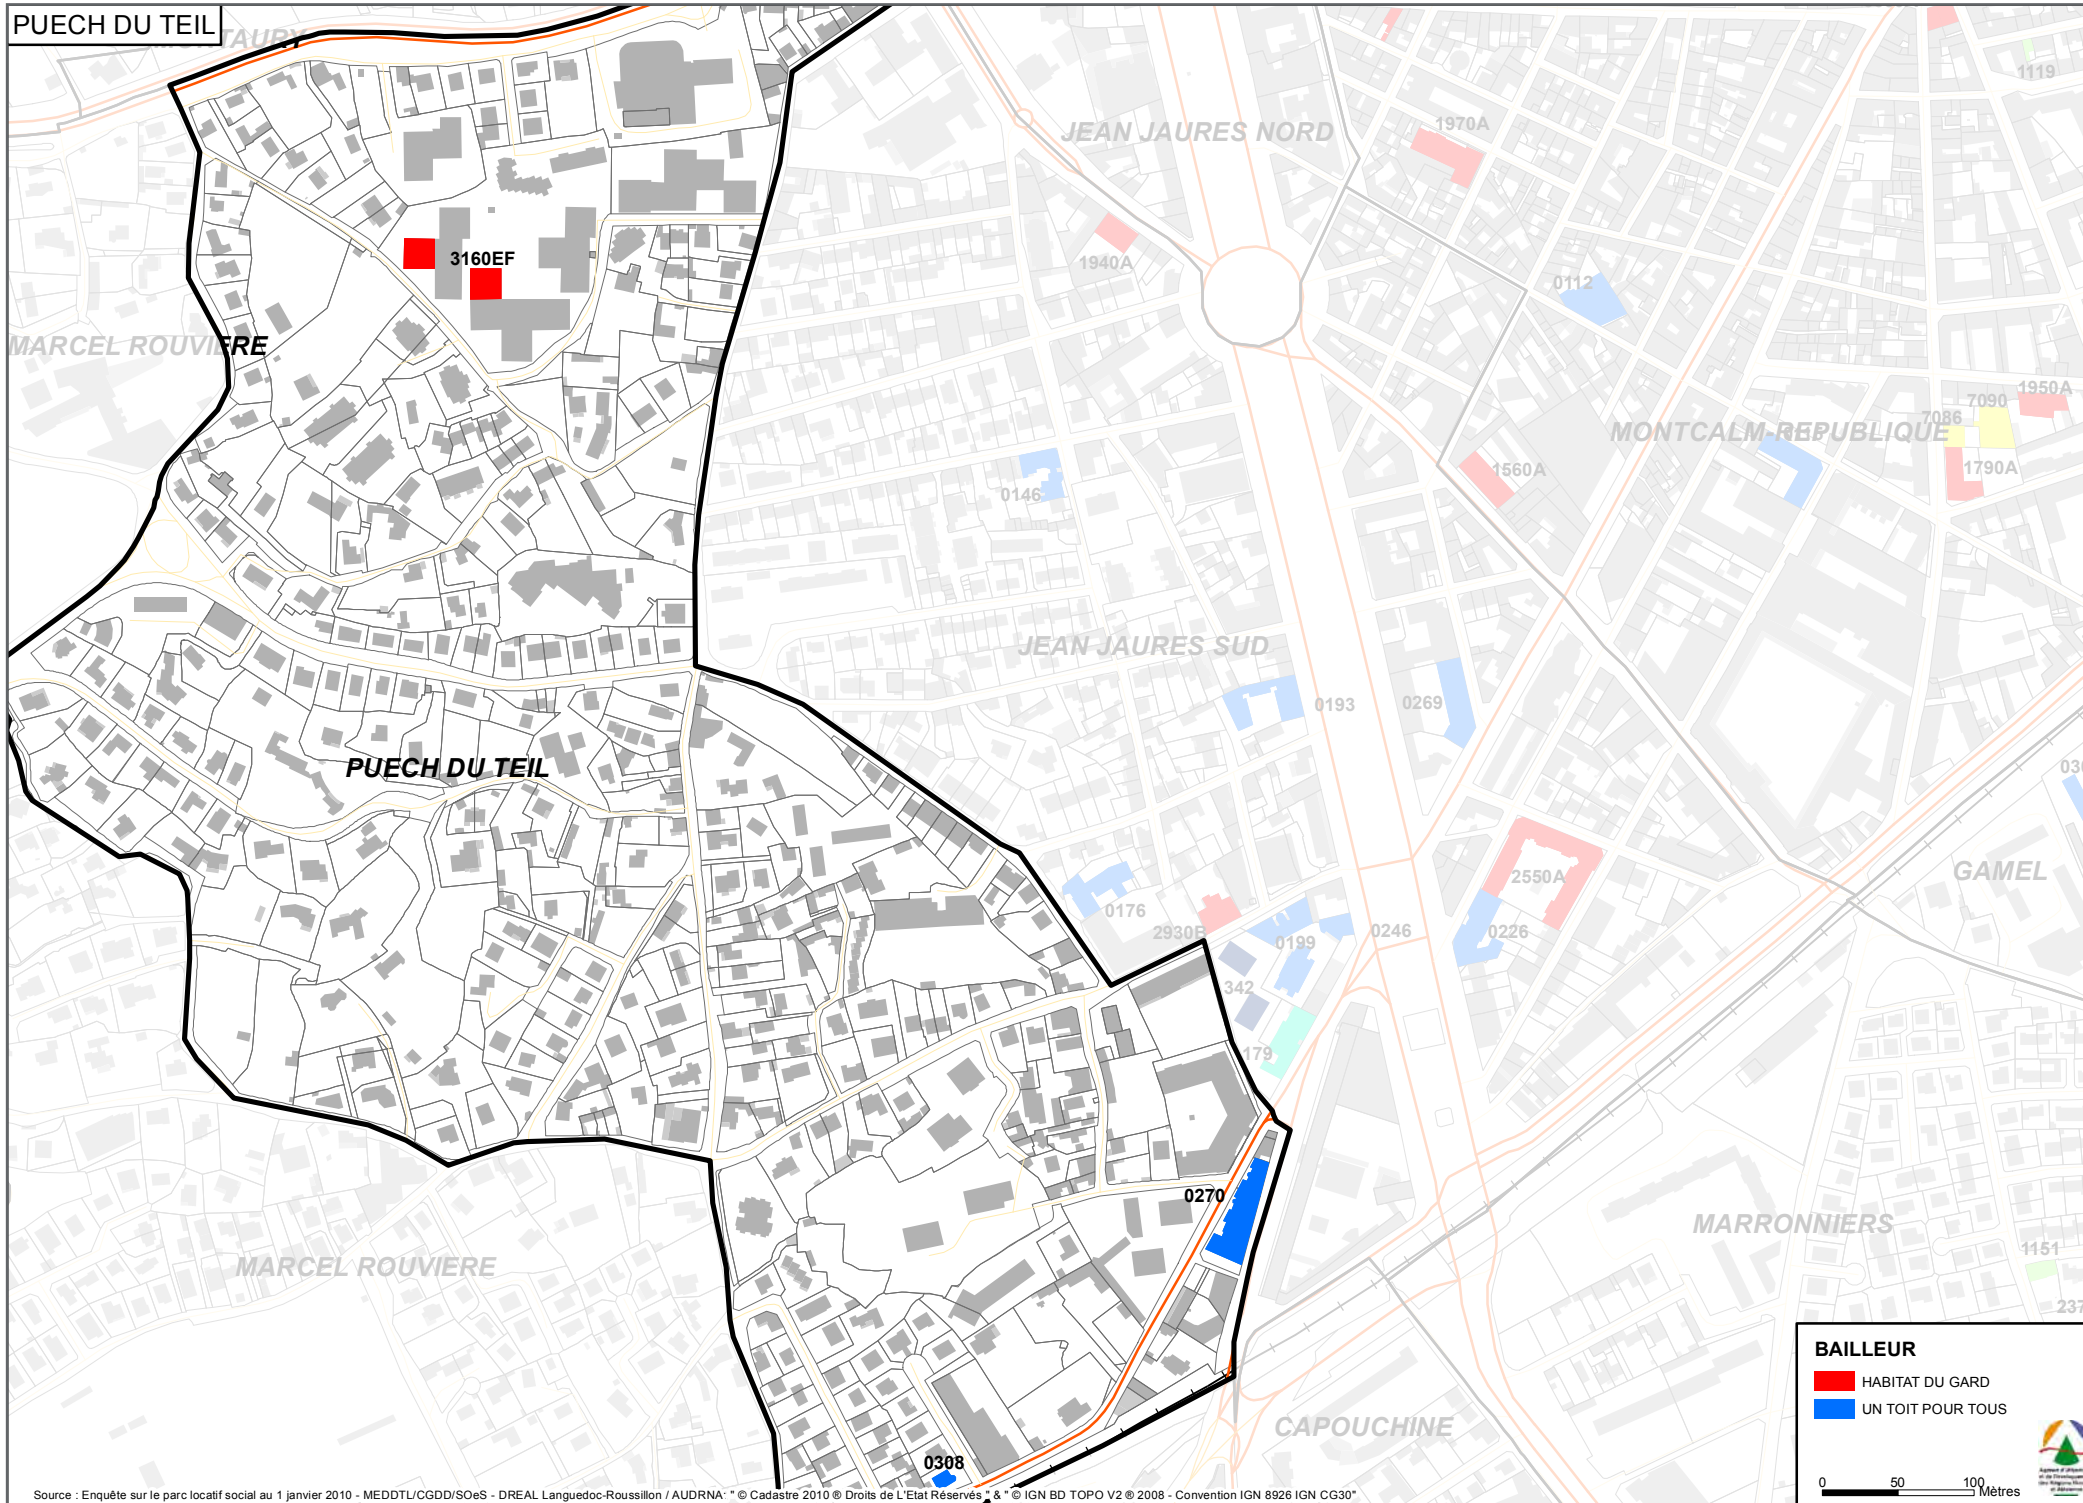 PUECH DU TEIL
MONTAURY
1119
JEAN JAURES NORD
1970A
1940A
3160EF
0112
MARCEL ROUVIERE
1950A
7090
7086
MONTCALM-REPUBLIQUE
1790A
1560A
0146
JEAN JAURES SUD
0193
0269
PUECH DU TEIL
GAMEL
2550A
0176
2930B
0199
0246
0226
342
179
0270
MARRONNIERS
1151
MARCEL ROUVIERE
237
CAPOUCHINE
0308
BAILLEUR
HABITAT DU GARD
UN TOIT POUR TOUS
0 50 100
Mètres
Source : Enquête sur le parc locatif social au 1 janvier 2010 - MEDDTL/CGDD/SOeS - DREAL Languedoc-Roussillon / AUDRNA: " © Cadastre 2010 ® Droits de L'Etat Réservés " & " © IGN BD TOPO V2 ® 2008 - Convention IGN 8926 IGN CG30"